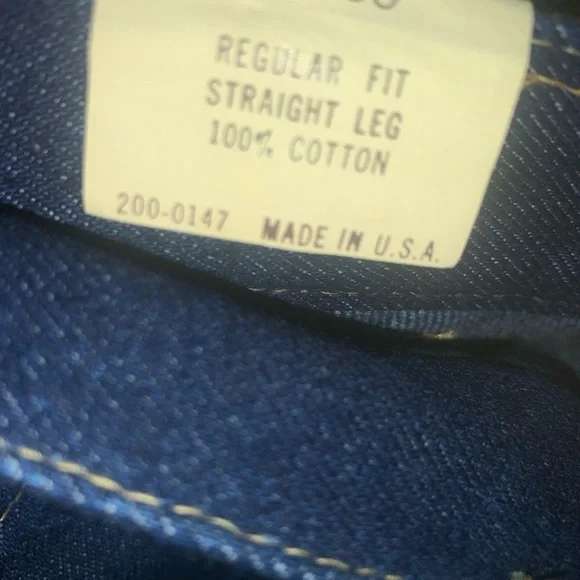 REGULAR FIT
STRAIGHT LEG
100% COTTON
200-0147 MADE IN U.S.A.